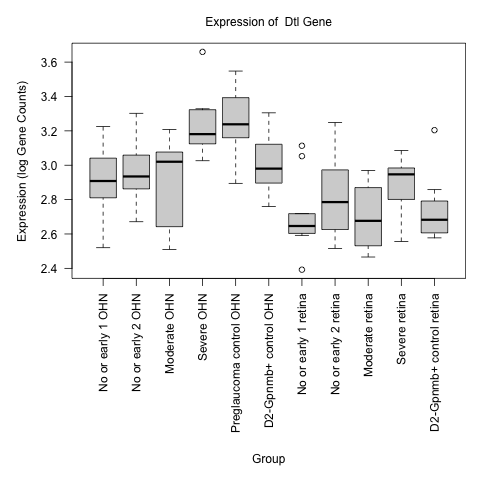 Expression of  Dtl Gene
Expression (log Gene Counts)
3.6
3.4
3.2
3.0
2.8
2.6
2.4
No or early 1 OHN
No or early 2 OHN
Moderate OHN
Severe OHN
Preglaucoma control OHN
D2-Gpnmb+ control OHN
No or early 1 retina
No or early 2 retina
Moderate retina
Severe retina
D2-Gpnmb+ control retina
Group